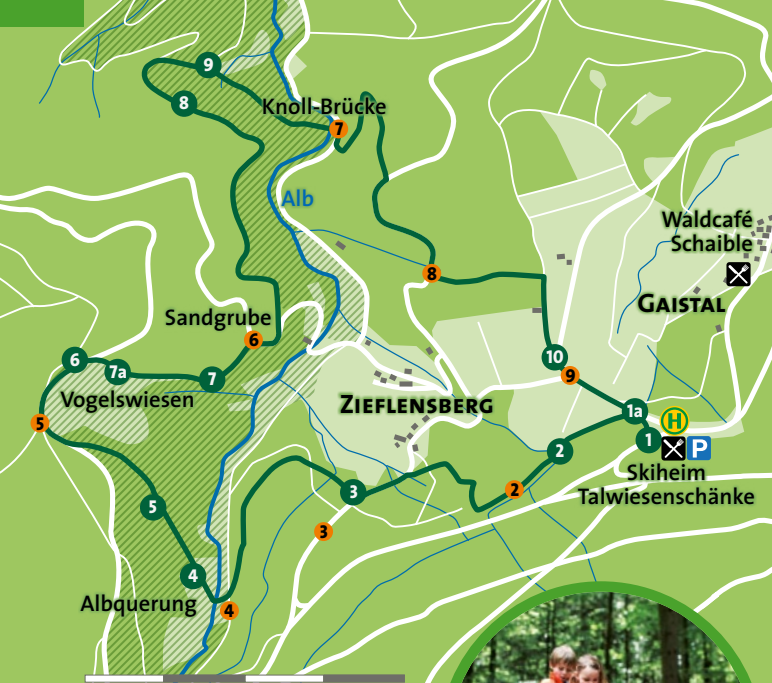 9
8
Knoll-Brücke
7
Alb
Waldcafé
Schaible
8
GAISTAL
Sandgrube
6
6
7a
7
10
9
Vogelswiesen
ZIEFLENSBERG
5
1a
H
1
P
2
Skiheim
Talwiesenschänke
3
2
5
3
4
Albquerung
4